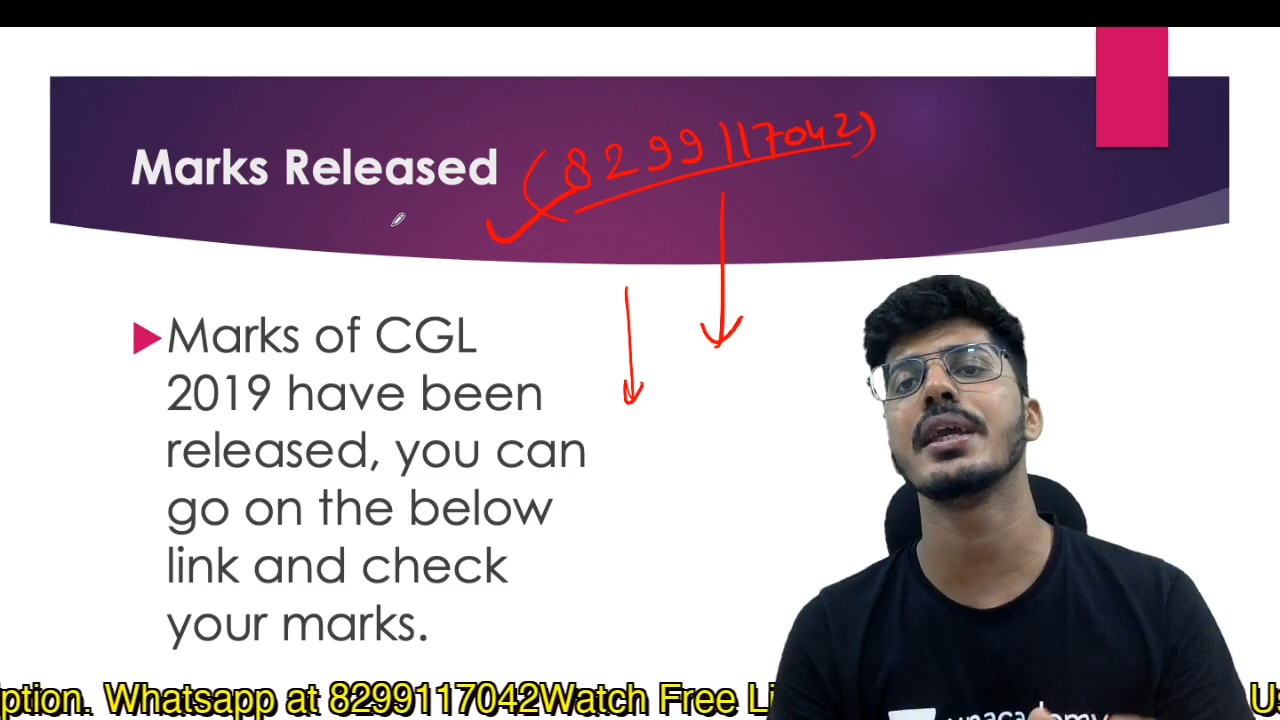 Marks Released
(8299117042)
Marks of CGL
2019 have been
released, you can
go on the below
link and check
your marks.
ption. Whatsapp at 8299117042Watch Free Li
unacademy